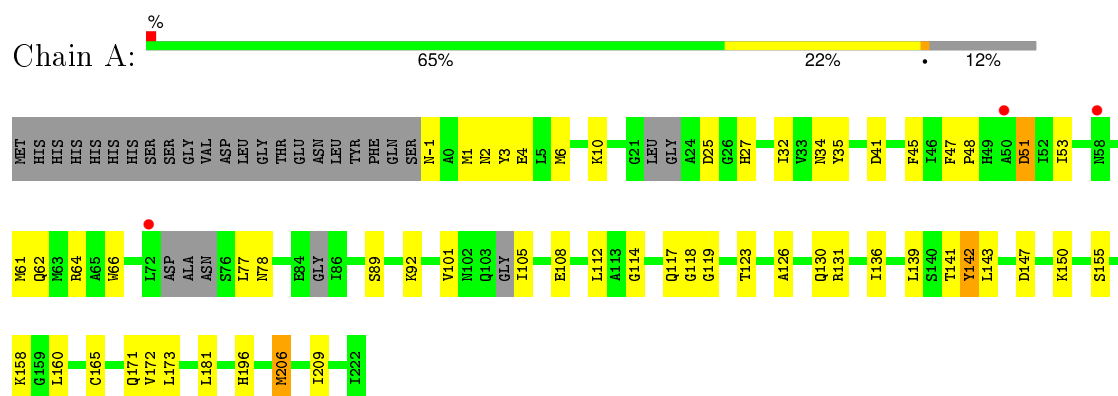 %
Chain A:
65% 22% • 12%
MET HIS HIS HIS HIS HIS HIS SER SER GLY VAL ASP LEU GLY THR GLU ASN LEU TYR PHE GLN SER N-1 A0 M1 N2 Y3 E4 L5 M6 K10 G21 LEU GLY A24 D25 G26 H27 I32 V33 N34 Y35 D41 F45 I46 F47 P48 H49 A50 D51 I52 I53 N58
M61 Q62 M63 R64 A65 W66 L72 ASP ALA ASN S76 L77 N78 E84 GLY I86 S89 K92 V101 N102 Q103 GLY I105 E108 L112 A113 G114 Q117 G118 G119 T123 A126 Q130 R131 I136 L139 S140 T141 Y142 L143 D147 K150 S155
K158 G159 L160 C165 Q171 V172 L173 L181 H196 M206 I209 I222